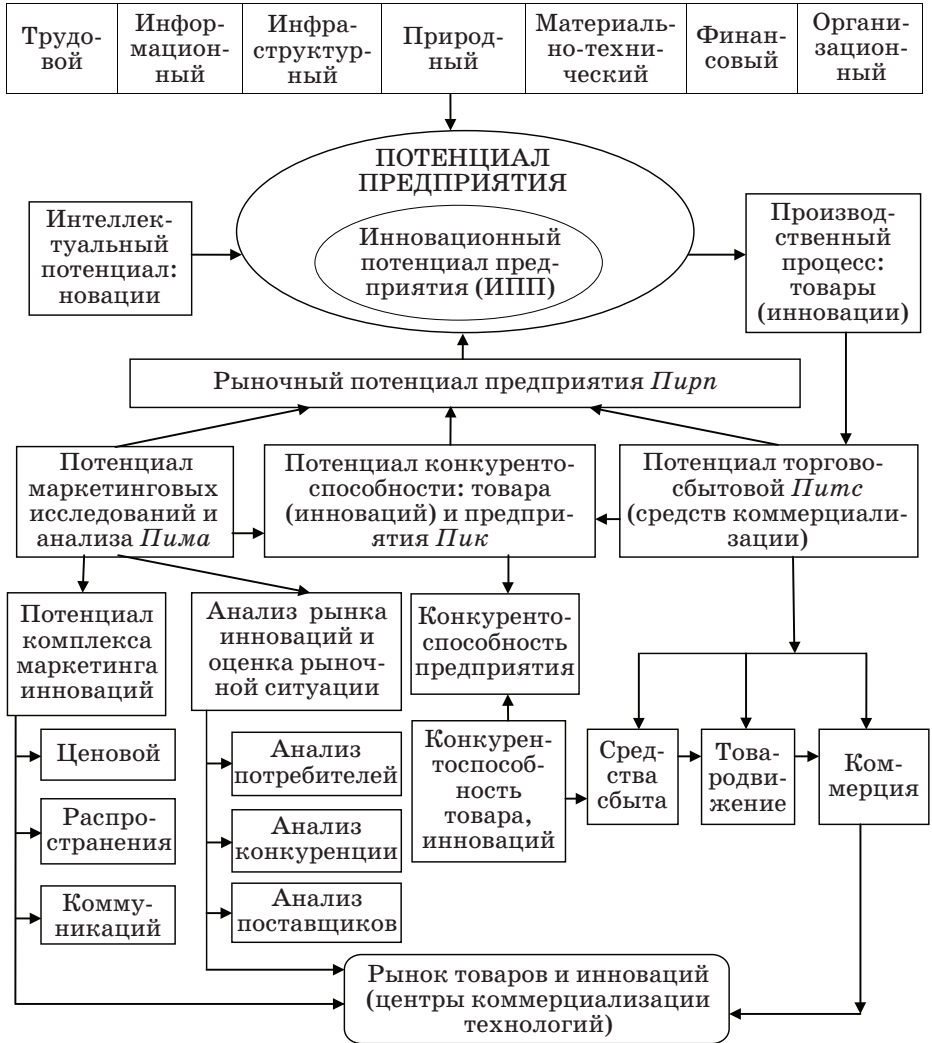 Трудо-
вой
Информ-
мационн-
ный
Инфра-
структур-
ный
Природ-
ный
Материаль-
но-техни-
ческий
Финан-
совый
Органи-
зацион-
ный
ПОТЕНЦИАЛ
ПРЕДПРИЯТИЯ
Интеллек-
туальный
потенциал:
новации
Инновационный
потенциал пред-
приятия (ИПП)
Производ-
ственный
процесс:
товары
(инновации)
Рыночный потенциал предприятия Пирп
Потенциал
маркетинговых
исследований и
анализа Пима
Потенциал конкуренто-
способности: товара
(инноваций) и предпри-
ятия Пик
Потенциал торгово-
сбытовой Питс
(средств коммерциали-
зации)
Потенциал
комплекса
маркетинга
инноваций
Анализ рынка
инноваций и
оценка рыноч-
ной ситуации
Конкуренто-
способность
предприятия
Ценовой
Распро-
странения
Комму-
никаций
Анализ
потребителей
Анализ
конкуренции
Анализ
поставщиков
Конкурен-
тоспособ-
ность
товара,
инноваций
Сред-
ства
сбыта
Това-
родви-
жение
Ком-
мерция
Рынок товаров и инноваций
(центры коммерциализации
технологий)